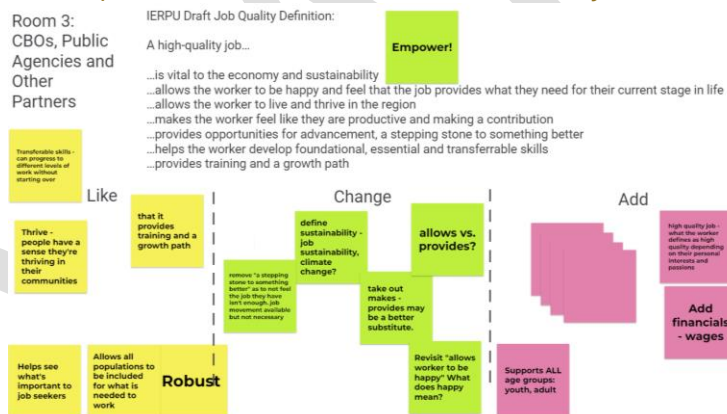 Room 3:
CBOs, Public
Agencies and
Other
Partners
IERPU Draft Job Quality Definition:
A high-quality job…
…is vital to the economy and sustainability
…allows the worker to be happy and feel that the job provides what they need for their current stage in life
…allows the worker to live and thrive in the region
…makes the worker feel like they are productive and making a contribution
…provides opportunities for advancement, a stepping stone to something better
…helps the worker develop foundational, essential and transferrable skills
…provides training and a growth path
Empower!
Transferable skills -
can progress to
different levels of
work without
starting over
Like
Thrive -
people have a
sense they're
thriving in
their
communities
that it
provides
training and a
growth path
Helps see
what's
important to
job seekers
Allows all
populations to
be included
for what is
needed to
work
Robust
Change
remove "a stepping
stone to something
better" as to not feel
the job they have
isn't enough. job
movement available
but not necessary
define
sustainability -
job
sustainability,
climate
change?
take out
makes -
provides may
be a better
substitute.
allows vs.
provides?
Revisit "allows
worker to be
happy" What
does happy
mean?
Add
high quality job -
what the worker
defines as high
quality depending
on their personal
interests and
passions
Add
financials
- wages
Supports ALL
age groups:
youth, adult